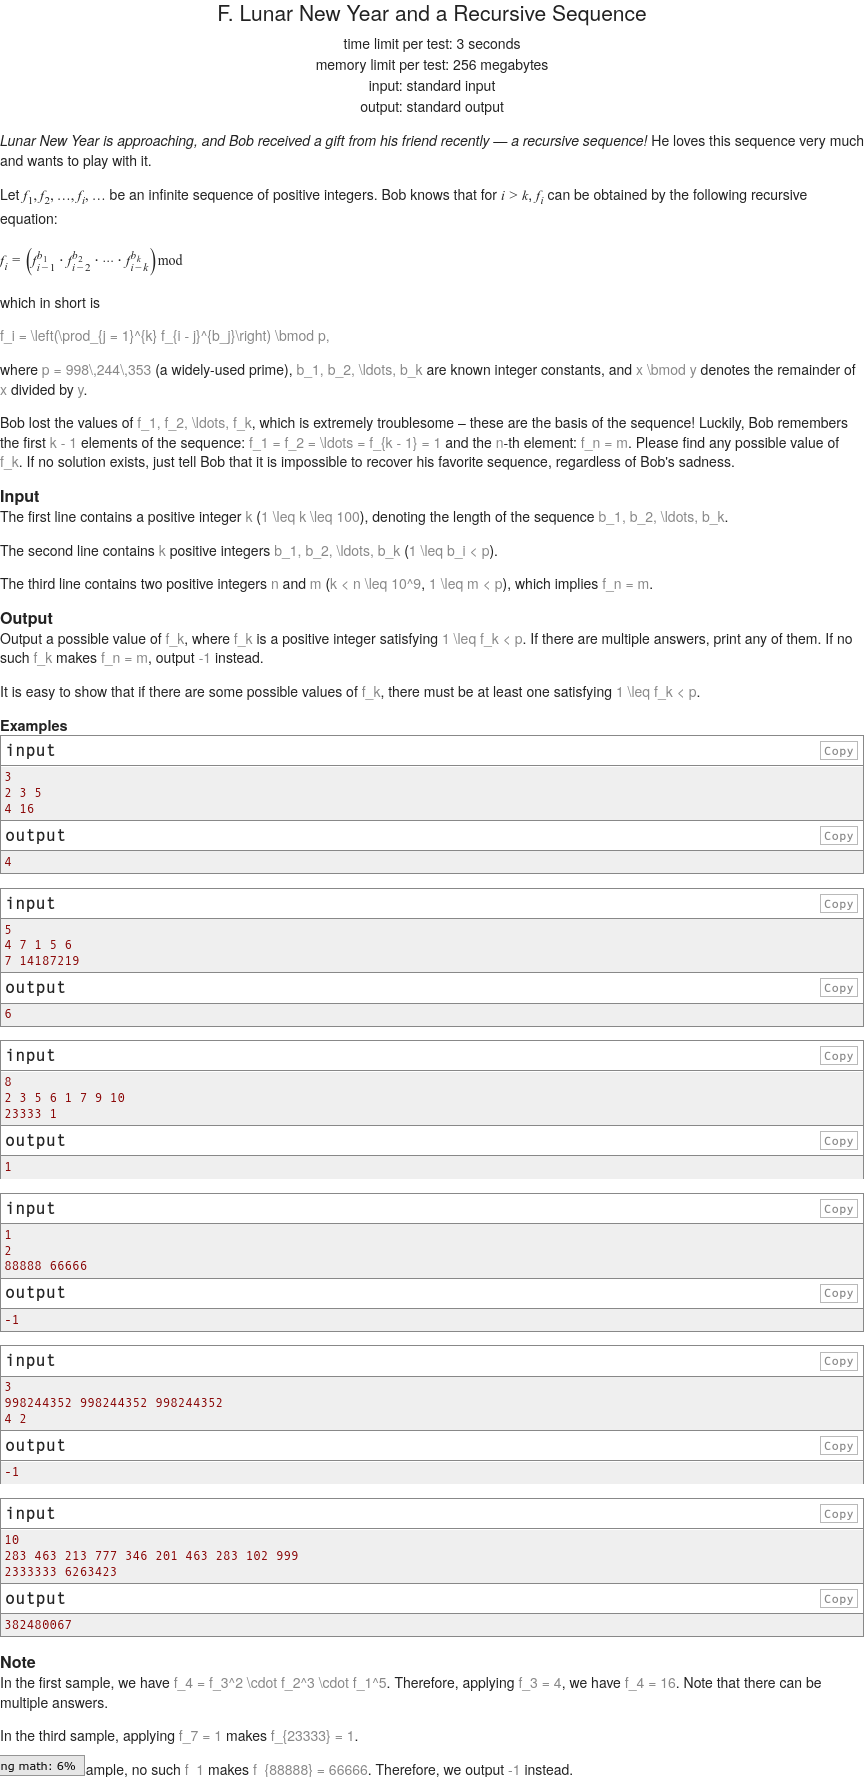 F. Lunar New Year and a Recursive Sequence
time limit per test: 3 seconds
memory limit per test: 256 megabytes
input: standard input
output: standard output
Lunar New Year is approaching, and Bob received a gift from his friend recently — a recursive sequence! He loves this sequence very much
and wants to play with it.
Let f1, f2, …, fi, … be an infinite sequence of positive integers. Bob knows that for i > k, fi can be obtained by the following recursive
equation:
f_i = (f_{i−1}^{b_1} · f_{i−2}^{b_2} · ··· · f_{i−k}^{b_k}) mod
which in short is
f_i = \left(\prod_{j = 1}^{k} f_{i - j}^{b_j}\right) \bmod p,
where p = 998\,244\,353 (a widely-used prime), b_1, b_2, \ldots, b_k are known integer constants, and x \bmod y denotes the remainder of
x divided by y.
Bob lost the values of f_1, f_2, \ldots, f_k, which is extremely troublesome – these are the basis of the sequence! Luckily, Bob remembers
the first k - 1 elements of the sequence: f_1 = f_2 = \ldots = f_{k - 1} = 1 and the n-th element: f_n = m. Please find any possible value of
f_k. If no solution exists, just tell Bob that it is impossible to recover his favorite sequence, regardless of Bob's sadness.
Input
The first line contains a positive integer k (1 \leq k \leq 100), denoting the length of the sequence b_1, b_2, \ldots, b_k.
The second line contains k positive integers b_1, b_2, \ldots, b_k (1 \leq b_i < p).
The third line contains two positive integers n and m (k < n \leq 10^9, 1 \leq m < p), which implies f_n = m.
Output
Output a possible value of f_k, where f_k is a positive integer satisfying 1 \leq f_k < p. If there are multiple answers, print any of them. If no
such f_k makes f_n = m, output -1 instead.
It is easy to show that if there are some possible values of f_k, there must be at least one satisfying 1 \leq f_k < p.
Examples
input Copy
3
2 3 5
4 16
output Copy
4
input Copy
5
4 7 1 5 6
7 14187219
output Copy
6
input Copy
8
2 3 5 6 1 7 9 10
23333 1
output Copy
1
input Copy
1
2
88888 66666
output Copy
-1
input Copy
3
998244352 998244352 998244352
4 2
output Copy
-1
input Copy
10
283 463 213 777 346 201 463 283 102 999
2333333 6263423
output Copy
382480067
Note
In the first sample, we have f_4 = f_3^2 \cdot f_2^3 \cdot f_1^5. Therefore, applying f_3 = 4, we have f_4 = 16. Note that there can be
multiple answers.
In the third sample, applying f_7 = 1 makes f_{23333} = 1.
ng math: 6% ample, no such f_1 makes f_{88888} = 66666. Therefore, we output -1 instead.